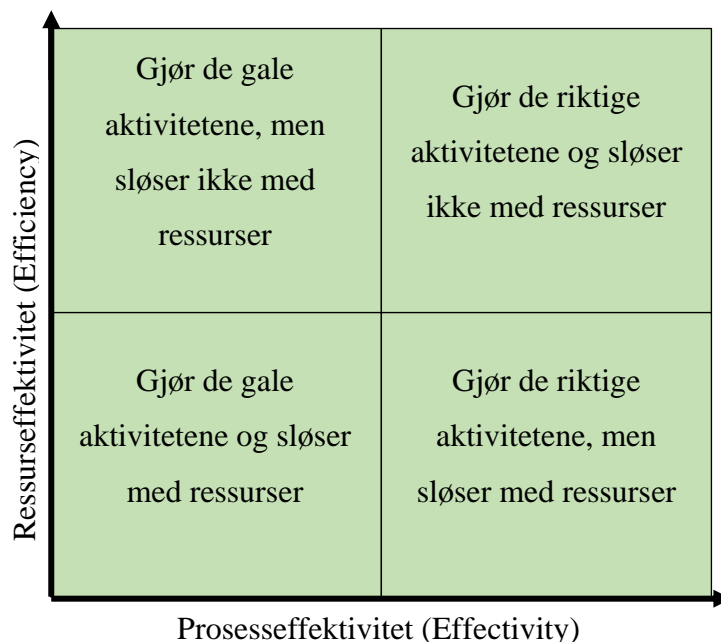 Gjør de gale
aktivitetene, men
sløser ikke med
ressurser
Gjør de riktige
aktivitetene og sløser
ikke med ressurser
Gjør de gale
aktivitetene og sløser
med ressurser
Gjør de riktige
aktivitetene, men
sløser med ressurser
Ressurseffektivitet (Efficiency)
Prosesseffektivitet (Effectivity)